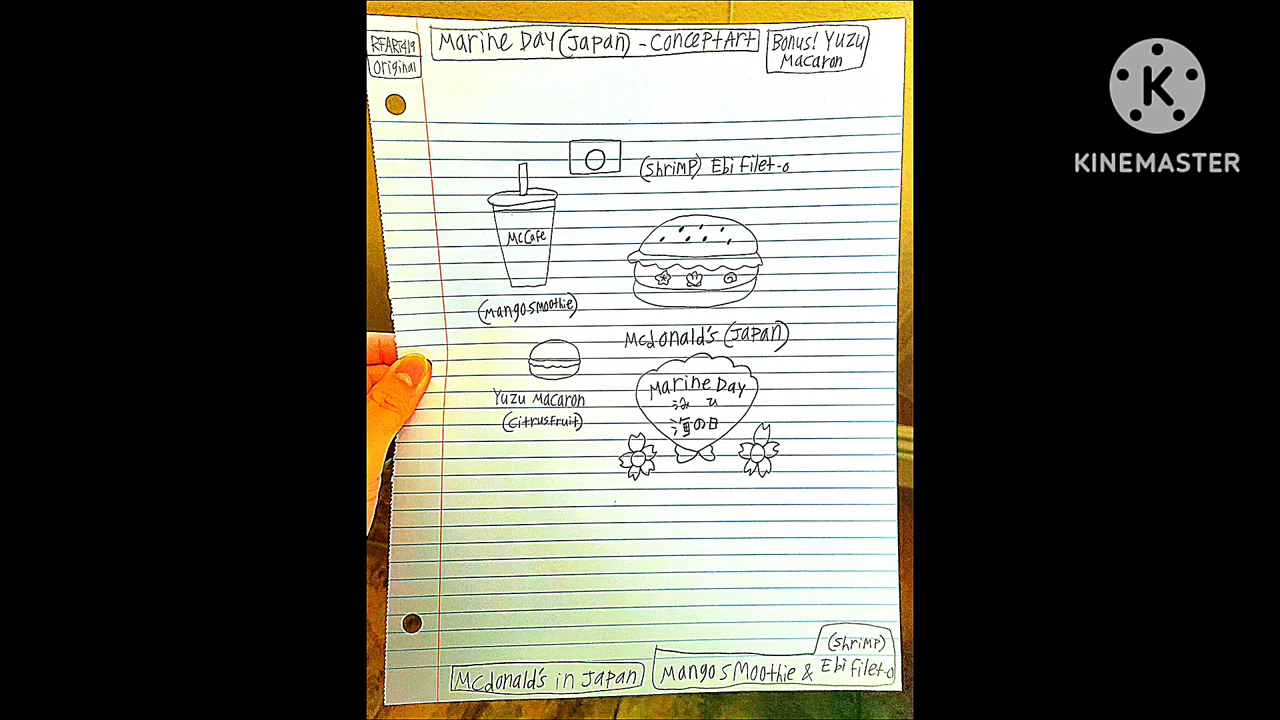 RFART419
Original
Marine Day (Japan) - Concept Art
Bonus! Yuzu
Macaron
KINEMASTER
(shrimp) Ebi filet-o
McCafe
(Mango smoothie)
McDonald's (Japan)
Yuzu Macaron
(Citrus fruit)
Marine Day
うみ ひ
海の日
McDonald's in Japan
Mango smoothie &
(shrimp)
Ebi filet-o